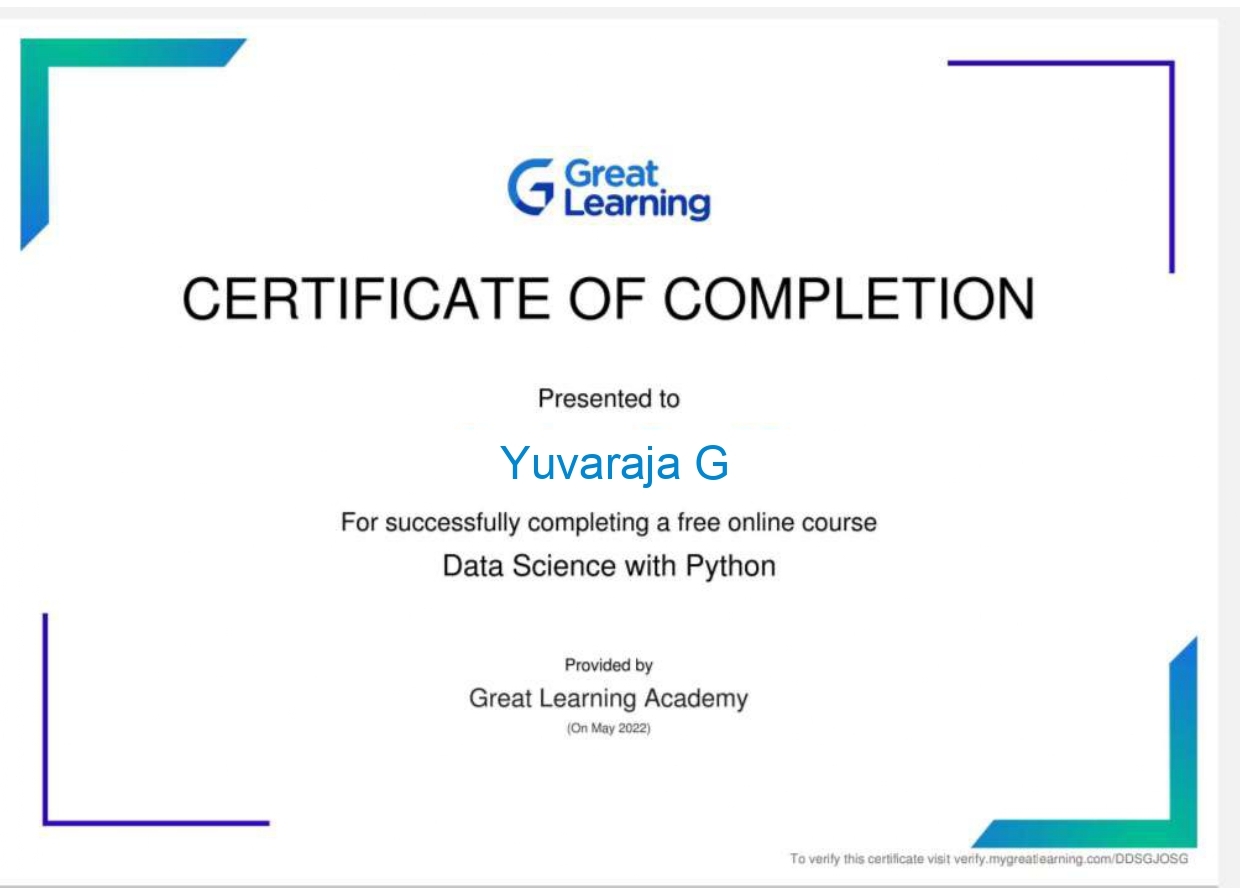 Great
Learning
CERTIFICATE OF COMPLETION
Presented to
Yuvaraja G
For successfully completing a free online course
Data Science with Python
Provided by
Great Learning Academy
(On May 2022)
To verify this certificate visit verify.mygreatlearning.com/DDSGJOSG